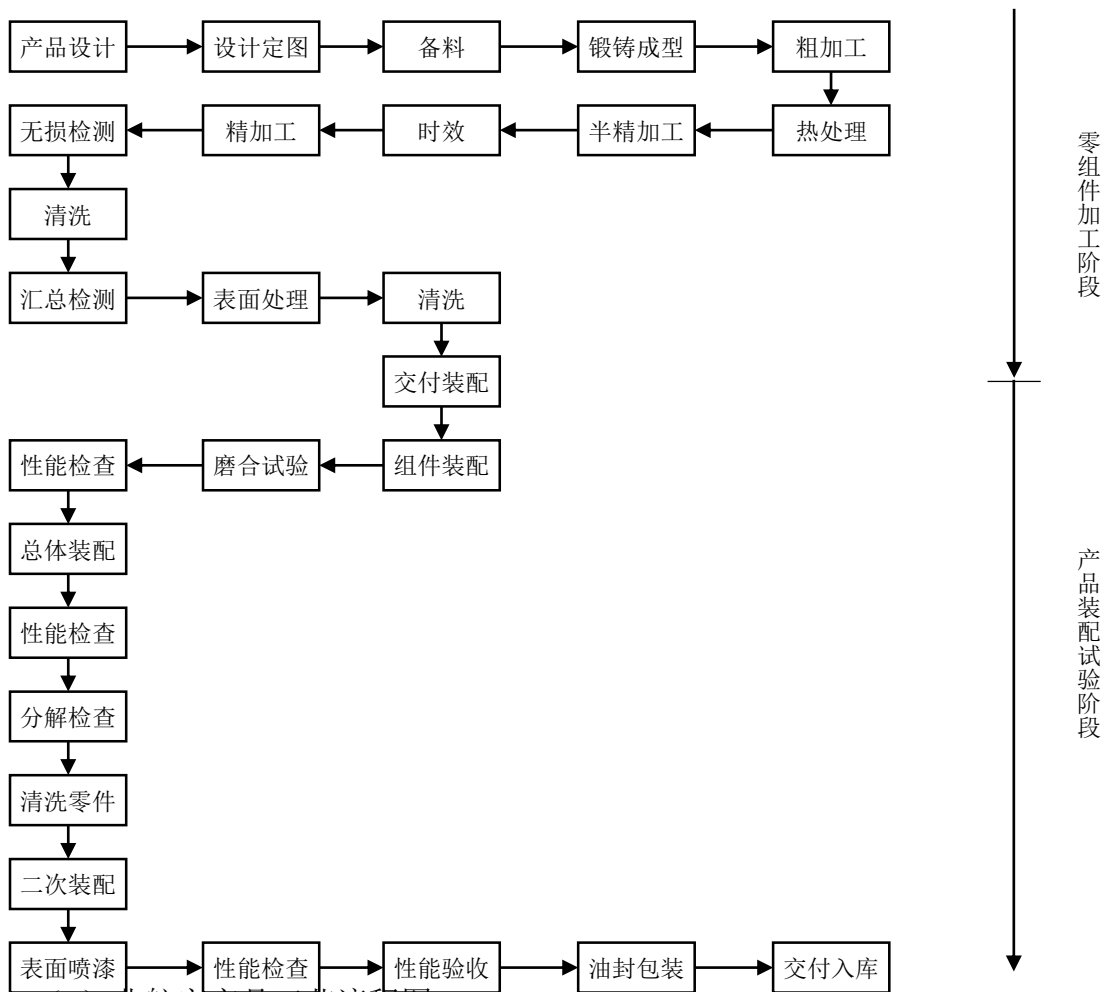 产品设计
设计定图
备料
锻铸成型
粗加工
热处理
半精加工
时效
精加工
无损检测
清洗
汇总检测
表面处理
清洗
交付装配
组件装配
磨合试验
性能检查
总体装配
性能检查
分解检查
清洗零件
二次装配
表面喷漆
性能检查
性能验收
油封包装
交付入库
零组件加工阶段
产品装配试验阶段